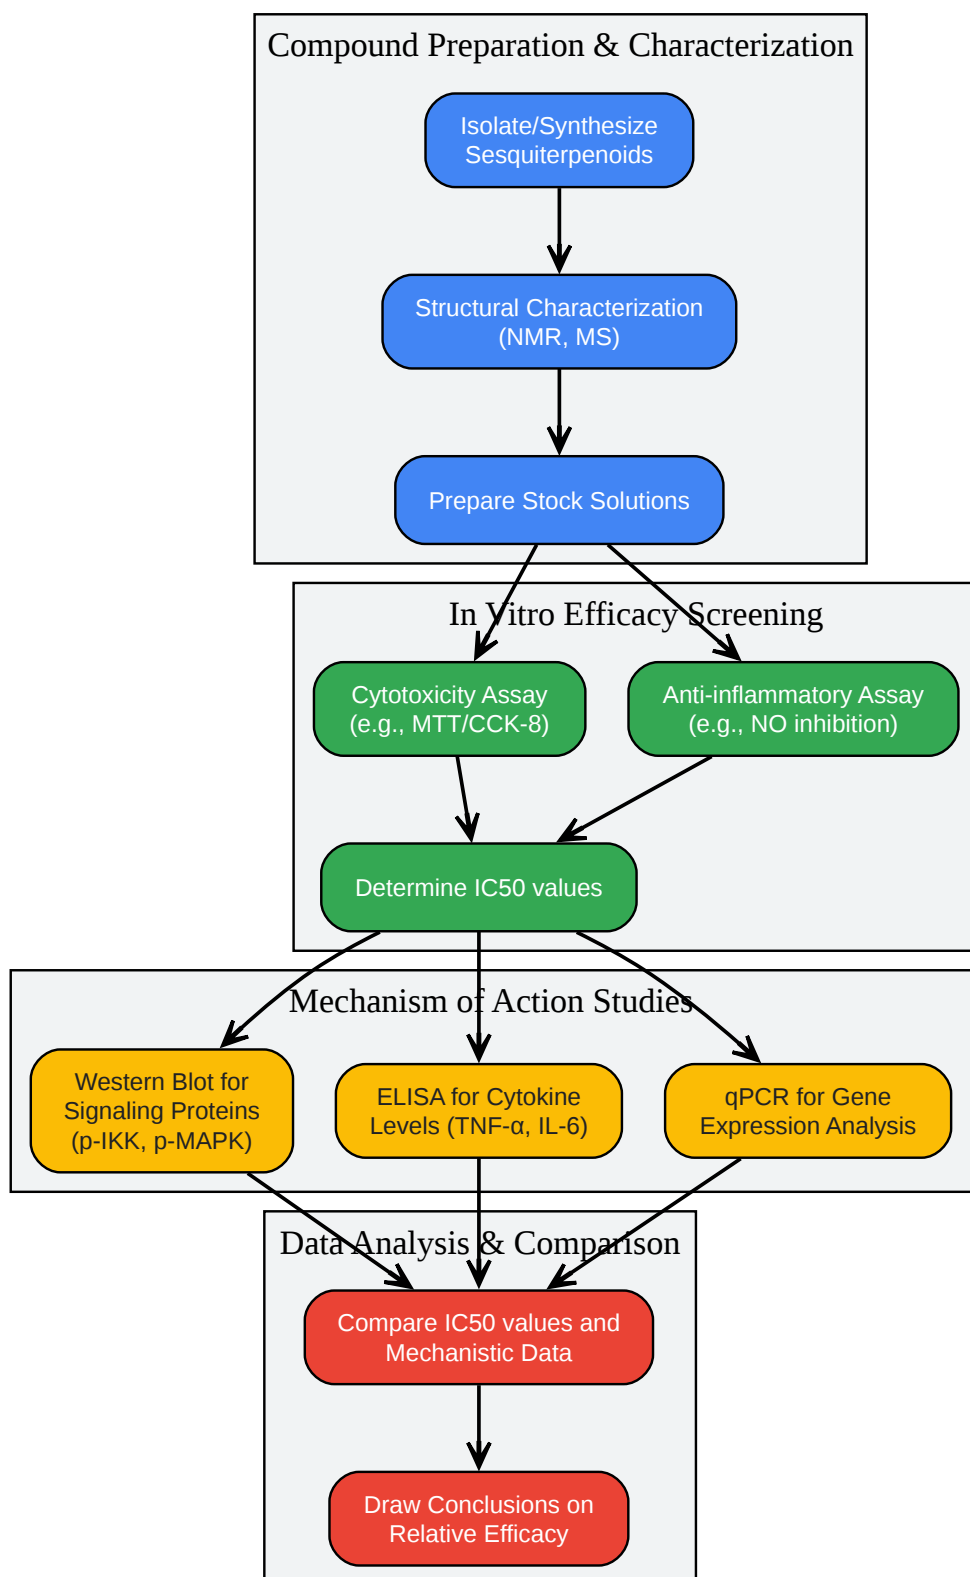 Compound Preparation & Characterization
Isolate/Synthesize
Sesquiterpenoids
Structural Characterization
(NMR, MS)
Prepare Stock Solutions
In Vitro Efficacy Screening
Cytotoxicity Assay
(e.g., MTT/CCK-8)
Anti-inflammatory Assay
(e.g., NO inhibition)
Determine IC50 values
Mechanism of Action Studies
Western Blot for
Signaling Proteins
(p-IKK, p-MAPK)
ELISA for Cytokine
Levels (TNF-α, IL-6)
qPCR for Gene
Expression Analysis
Data Analysis & Comparison
Compare IC50 values and
Mechanistic Data
Draw Conclusions on
Relative Efficacy